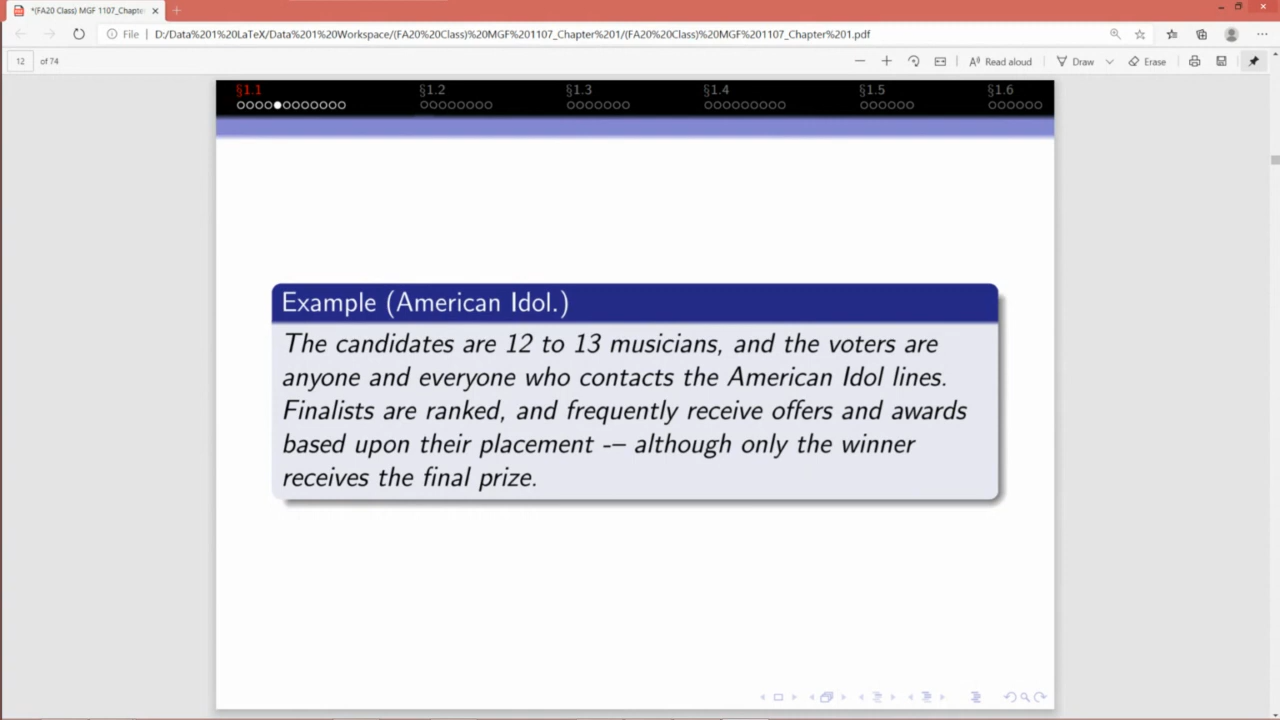 *(FA20 Class) MGF 1107_Chapte
File D:/Data%201%20LaTeX/Data%201%20Workspace/(FA20%20Class)%20MGF%201107_Chapter%201/(FA20%20Class)%20MGF%201107_Chapter%201.pdf
12 of 74 Read aloud Draw Erase
§1.1 §1.2 §1.3 §1.4 §1.5 §1.6
Example (American Idol.)
The candidates are 12 to 13 musicians, and the voters are
anyone and everyone who contacts the American Idol lines.
Finalists are ranked, and frequently receive offers and awards
based upon their placement -– although only the winner
receives the final prize.